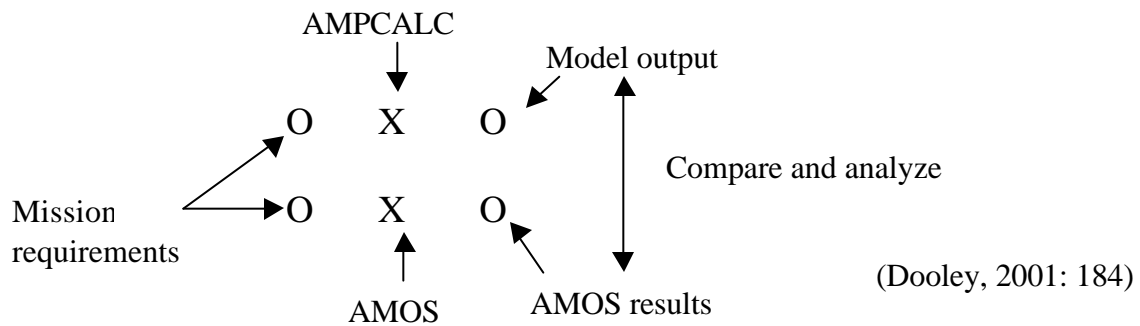 AMPCALC
Model output
O X O
Compare and analyze
Mission
requirements
O X O
(Dooley, 2001: 184)
AMOS
AMOS results